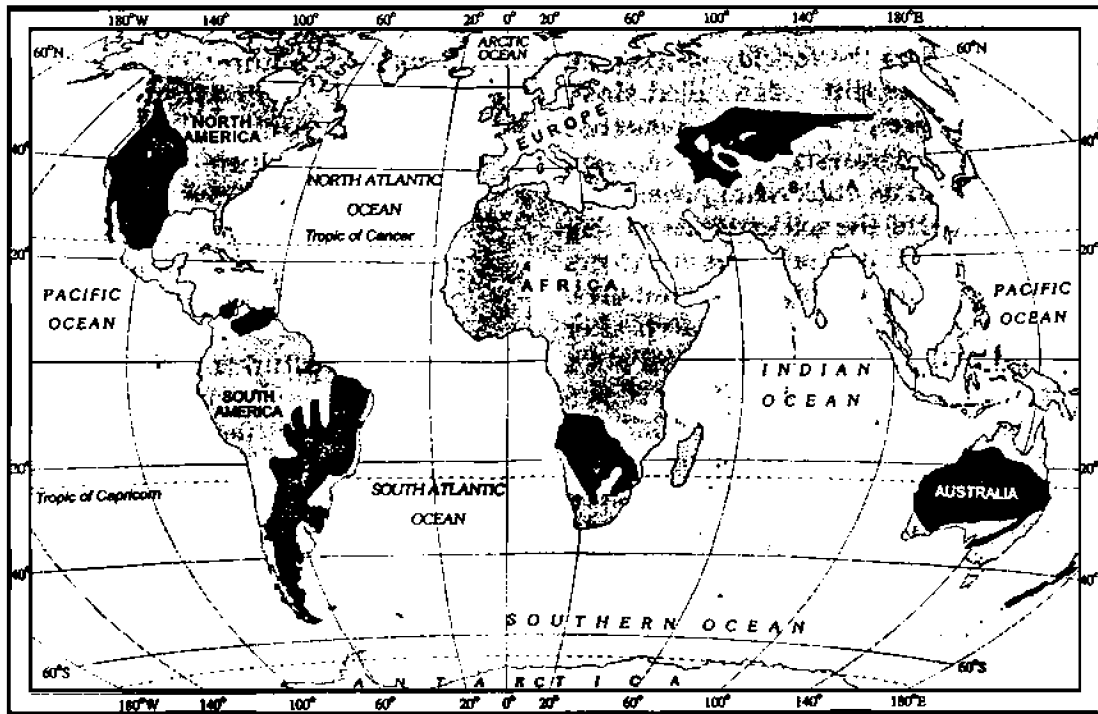 180°W 140° 100° 60° 20° 0° 20° 60° 100° 140° 180°E
60°N
ARCTIC
OCEAN
60°N
NORTH
AMERICA
EUROPE
40°
40°
NORTH ATLANTIC
OCEAN
ASIA
Tropic of Cancer
20°
20°
AFRICA
PACIFIC
OCEAN
PACIFIC
OCEAN
INDIAN
OCEAN
SOUTH
AMERICA
20°
20°
Tropic of Capricorn
SOUTH ATLANTIC
OCEAN
AUSTRALIA
40°
40°
SOUTHERN OCEAN
60°S
60°S
ANTARCTICA
180°W 140° 100° 60° 20° 0° 20° 60° 100° 140° 180°E